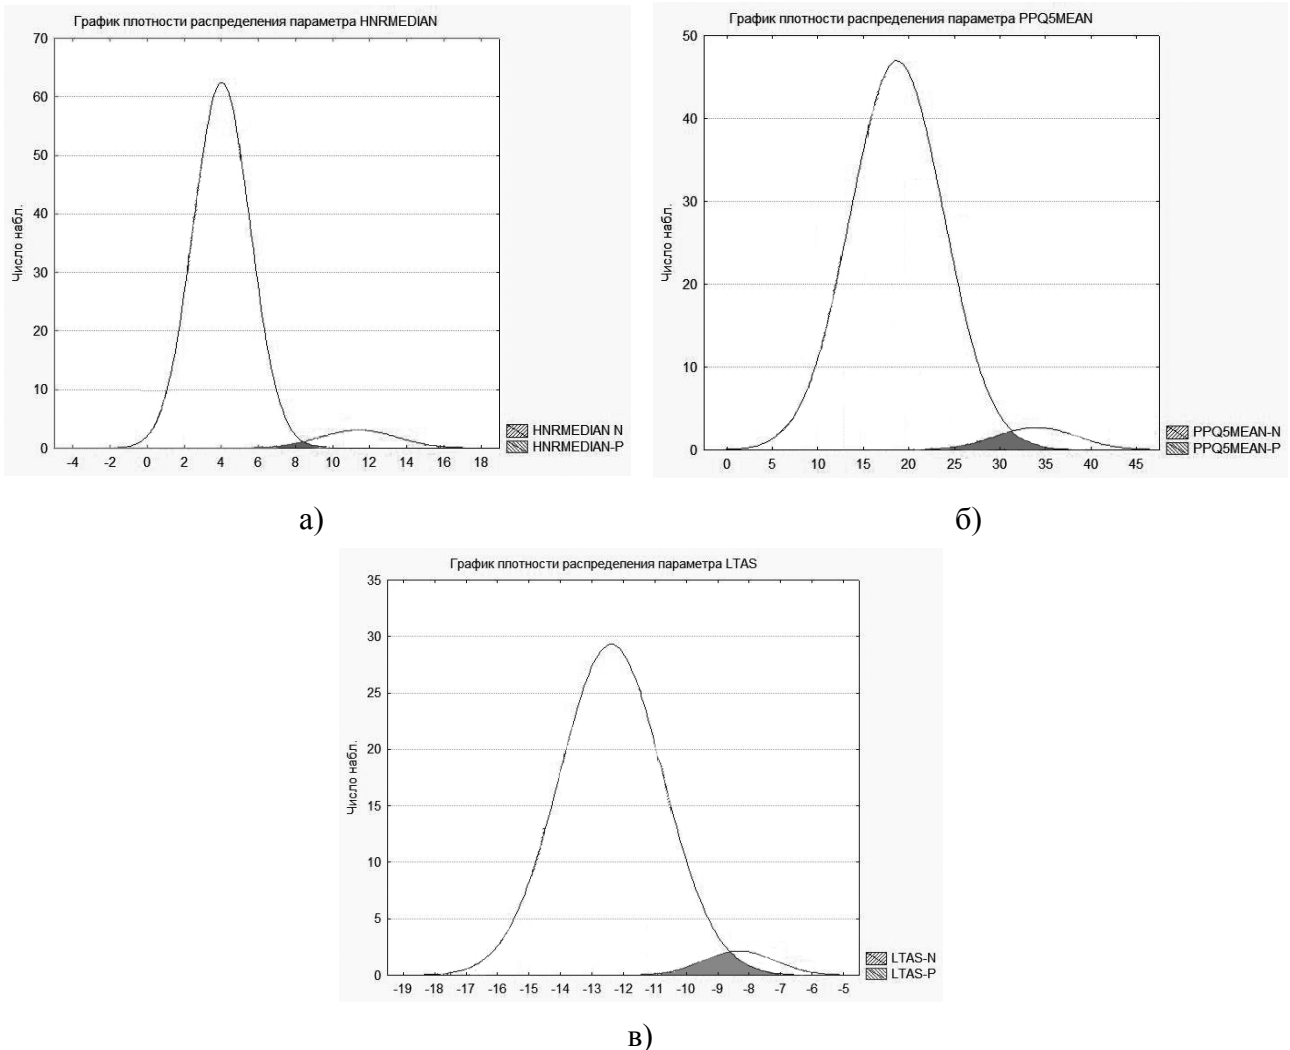 График плотности распределения параметра HNRMEDIAN
70
60
50
40
30
20
10
0
Число набл.
-4 -2 0 2 4 6 8 10 12 14 16 18
HNRMEDIAN N
HNRMEDIAN-P
а)
График плотности распределения параметра PPQ5MEAN
50
40
30
20
10
0
Число набл.
0 5 10 15 20 25 30 35 40 45
PPQ5MEAN-N
PPQ5MEAN-P
б)
График плотности распределения параметра LTAS
35
30
25
20
15
10
5
0
Число набл.
-19 -18 -17 -16 -15 -14 -13 -12 -11 -10 -9 -8 -7 -6 -5
LTAS-N
LTAS-P
в)